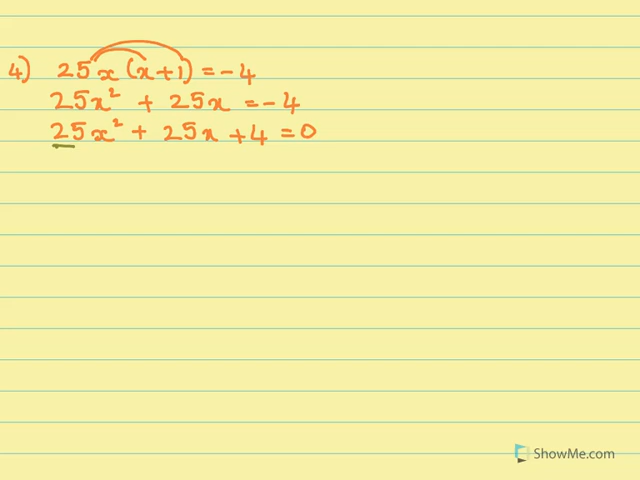 4) 25x(x+1) = -4
25x² + 25x = -4
25x² + 25x + 4 = 0
ShowMe.com